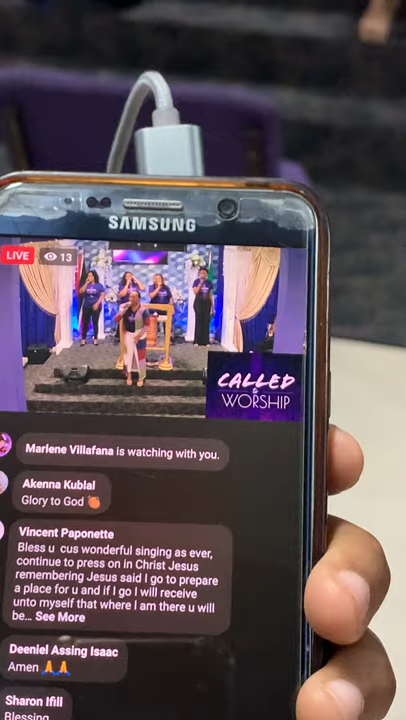 SAMSUNG
LIVE 13
CALLED
to
WORSHIP
Marlene Villafana is watching with you.
Akenna Kublal
Glory to God 👏
Vincent Paponette
Bless u cus wonderful singing as ever,
continue to press on in Christ Jesus
remembering Jesus said I go to prepare
a place for u and if I go I will receive
unto myself that where I am there u will
be... See More
Deeniel Assing Isaac
Amen 🙏🙏
Sharon Ifill
Blessing